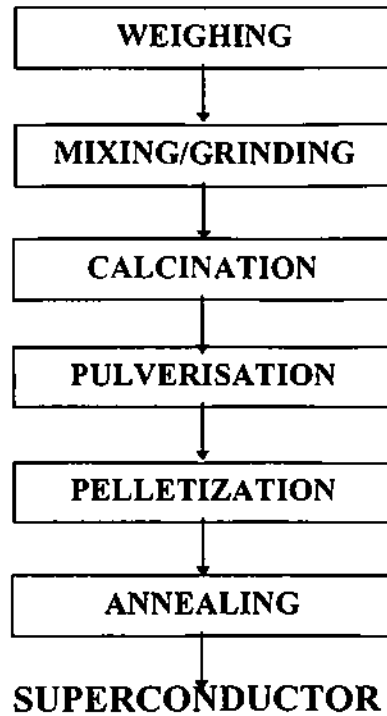 WEIGHING
MIXING/GRINDING
CALCINATION
PULVERISATION
PELLETIZATION
ANNEALING
SUPERCONDUCTOR